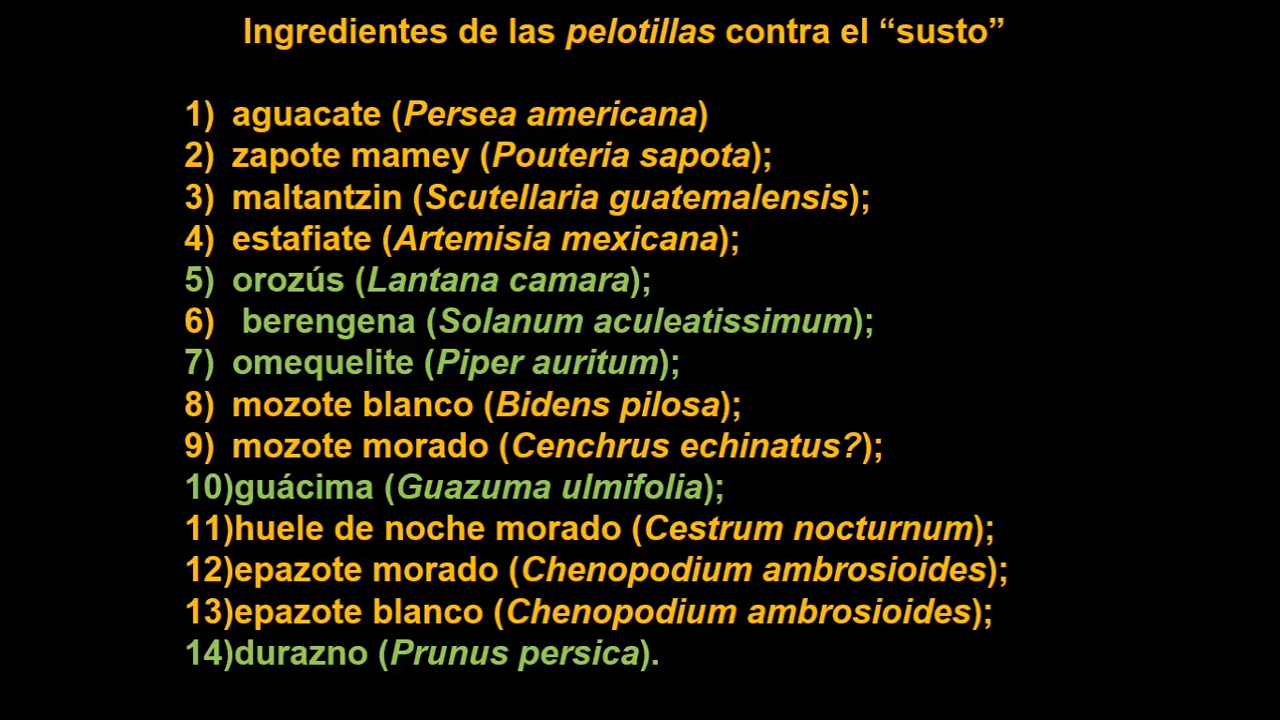 Ingredientes de las pelotillas contra el “susto”
1) aguacate (Persea americana)
2) zapote mamey (Pouteria sapota);
3) maltantzin (Scutellaria guatemalensis);
4) estafiate (Artemisia mexicana);
5) orozús (Lantana camara);
6) berengena (Solanum aculeatissimum);
7) omequelite (Piper auritum);
8) mozote blanco (Bidens pilosa);
9) mozote morado (Cenchrus echinatus?);
10)guácima (Guazuma ulmifolia);
11)huele de noche morado (Cestrum nocturnum);
12)epazote morado (Chenopodium ambrosioides);
13)epazote blanco (Chenopodium ambrosioides);
14)durazno (Prunus persica).